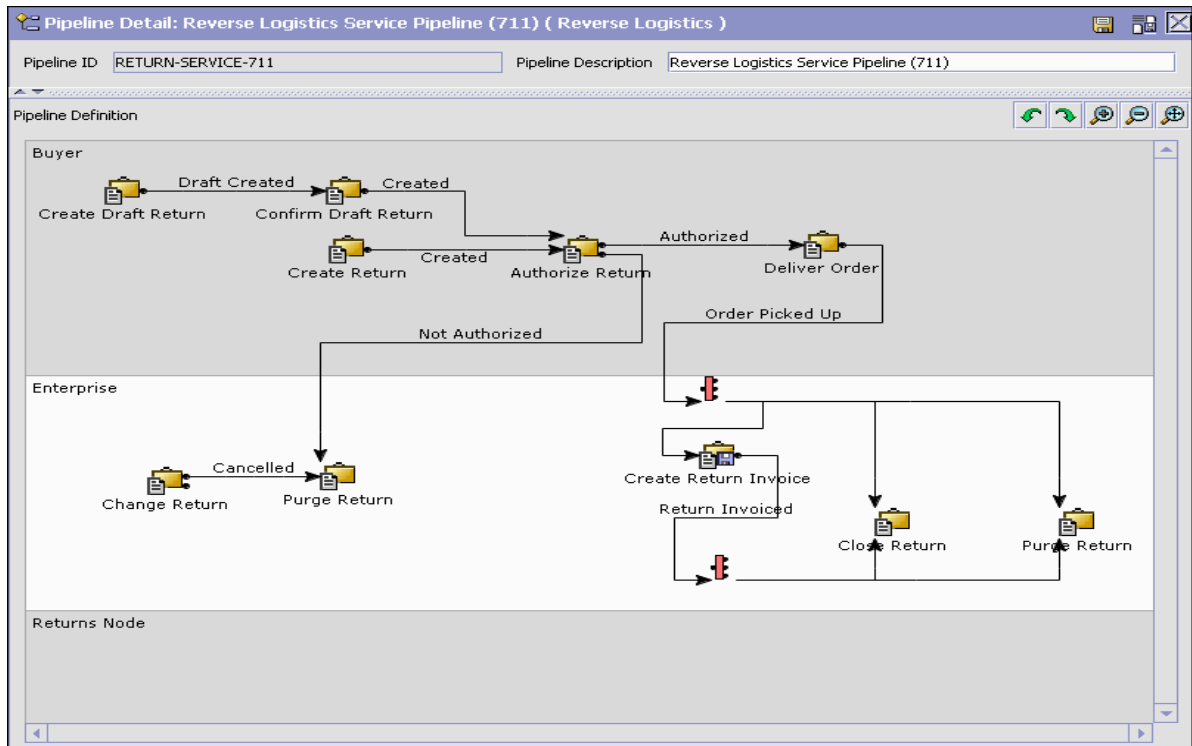 Pipeline Detail: Reverse Logistics Service Pipeline (711) ( Reverse Logistics )
Pipeline ID RETURN-SERVICE-711 Pipeline Description Reverse Logistics Service Pipeline (711)
Pipeline Definition
Buyer
Draft Created Created
Create Draft Return Confirm Draft Return
Authorized
Created
Create Return Authorize Return Deliver Order
Order Picked Up
Not Authorized
Enterprise
Cancelled
Create Return Invoice
Change Return Purge Return
Return Invoiced
Close Return Purge Return
Returns Node